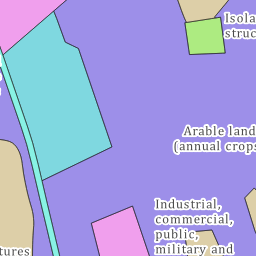 Isola
struc
Arable land
(annual crops
Industrial,
commercial,
public,
military and
tures